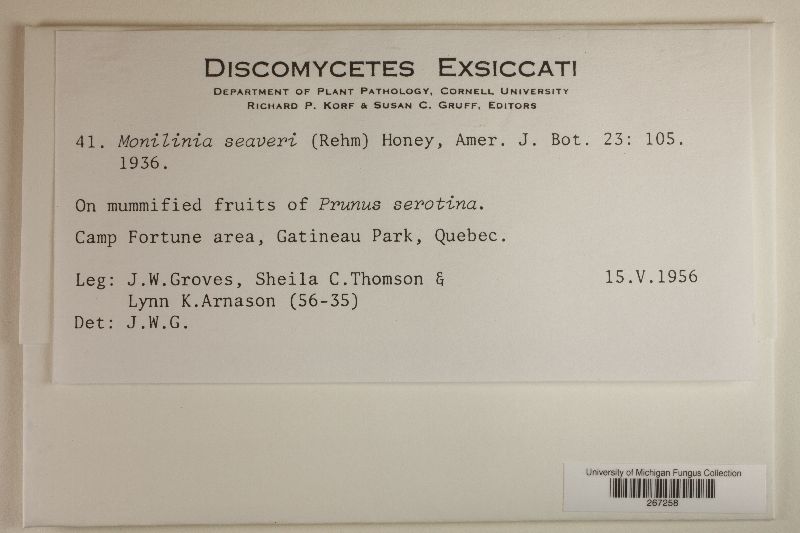 DISCOMYCETES EXSICCATI
DEPARTMENT OF PLANT PATHOLOGY, CORNELL UNIVERSITY
RICHARD P. KORF & SUSAN C. GRUFF, EDITORS
41. Monilinia seaveri (Rehm) Honey, Amer. J. Bot. 23: 105.
1936.
On mummified fruits of Prunus serotina.
Camp Fortune area, Gatineau Park, Quebec.
Leg: J.W.Groves, Sheila C.Thomson & 15.V.1956
Lynn K.Arnason (56-35)
Det: J.W.G.
University of Michigan Fungus Collection
267258